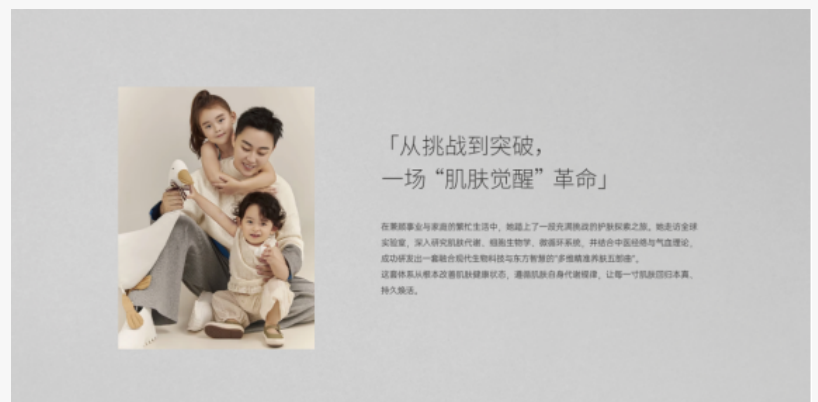 「从挑战到突破，
一场“肌肤觉醒”革命」
在兼顾事业与家庭的繁忙生活中，她踏上了一段充满挑战的护肤探索之旅。她走访全球
实验室，深入研究肌肤代谢、细胞生物学、微循环系统，并结合中医经络与气血理论，
成功研发出一套融合现代生物科技与东方智慧的“多维精准养肤五部曲”。
这套体系从根本改善肌肤健康状态，遵循肌肤自身代谢规律，让每一寸肌肤回归本真、
持久焕活。